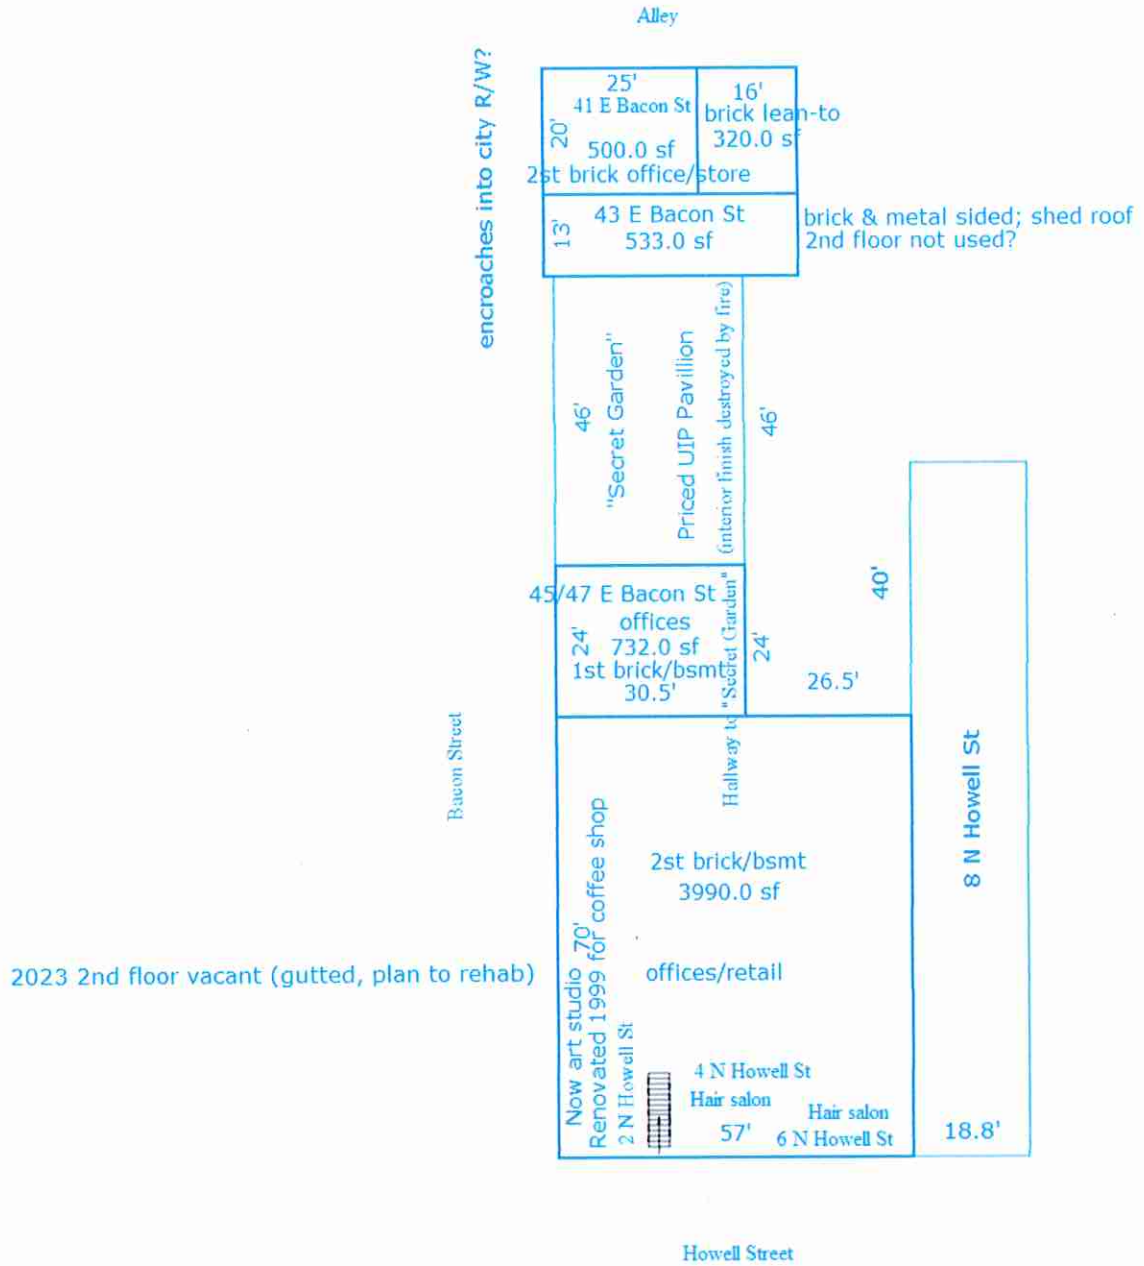 Alley
encroaches into city R/W?
25'
41 E Bacon St
20'
500.0 sf
2st brick office/store
16'
brick lean-to
320.0 sf
43 E Bacon St
13'
533.0 sf
brick & metal sided; shed roof
2nd floor not used?
46'
"Secret Garden"
Priced UIP Pavillion
(interior finish destroyed by fire)
46'
45/47 E Bacon St
offices
24'
732.0 sf
1st brick/bsmt
30.5'
Hallway to "Secret Garden"
24'
40'
26.5'
Bacon Street
8 N Howell St
2st brick/bsmt
3990.0 sf
70'
Now art studio
Renovated 1999 for coffee shop
2 N Howell St
2023 2nd floor vacant (gutted, plan to rehab)
offices/retail
4 N Howell St
Hair salon
Hair salon
57'
6 N Howell St
18.8'
Howell Street